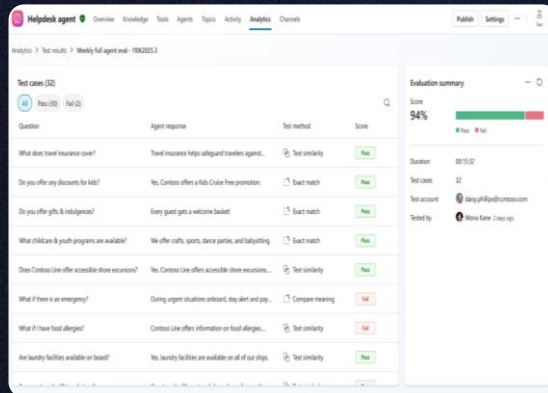 Helpdesk agent Overview Knowledge Tools Agents Topics Activity Analytics Channels Publish Settings ...
Analytics > Test results > Weekly full agent eval - 19062025.3
Test cases (32)
All Pass (30) Fail (2)
Question Agent response Test method Score
What does travel insurance cover? Travel insurance helps safeguard travelers against... Text similarity Pass
Do you offer any discounts for kids? Yes, Contoso offers a Kids Cruise Free promotion. Exact match Pass
Do you offer gifts & indulgences? Every guest gets a welcome basket! Exact match Pass
What childcare & youth programs are available? We offer crafts, sports, dance parties, and babysitting. Exact match Pass
Does Contoso Line offer accessible shore excursions? Yes, Contoso Line offers accessible shore excursions... Text similarity Pass
What if there is an emergency? During urgent situations onboard, stay alert and pay... Compare meaning Fail
What if I have food allergies? Contoso Line offers information on food allergies... Text similarity Fail
Are laundry facilities available on board? Yes, laundry facilities are available on all of our ships. Text similarity Pass
Evaluation summary ...
Score
94%
Pass Fail
Duration 00:15:32
Test cases 32
Test account daisy.phillips@contoso.com
Tested by Mona Kane 2 days ago